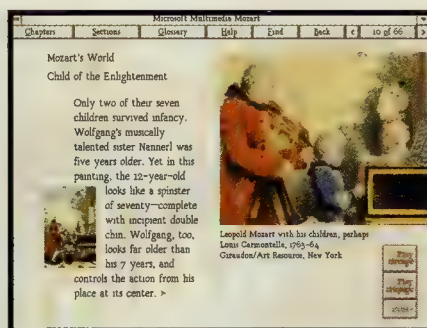 Microsoft Multimedia Mozart
Chapters Sections Glossary Help Find Back < 10 of 66 >
Mozart's World
Child of the Enlightenment
Only two of their seven
children survived infancy.
Wolfgang's musically
talented sister Nannerl was
five years older. Yet in this
painting, the 12-year-old
looks like a spinster
of seventy—complete
with incipient double
chin. Wolfgang, too,
looks far older than
his 7 years, and
controls the action from his
place at its center. >
Leopold Mozart with his children, perhaps
Louis Carmontelle, 1763-64
Giraudon/Art Resource, New York
Play
Play